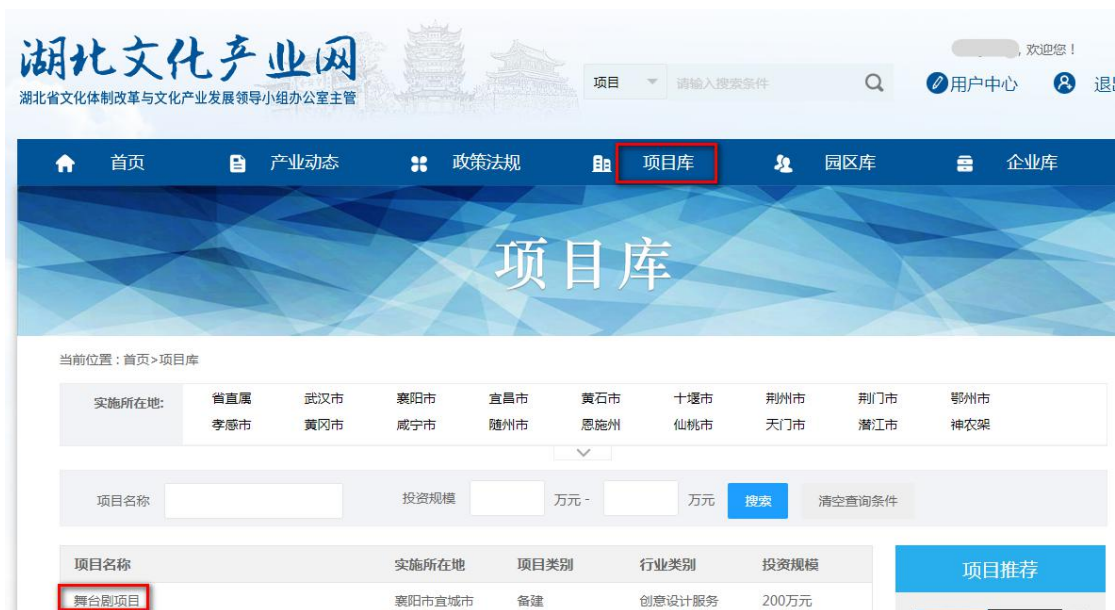 湖北文化产业网
湖北省文化体制改革与文化产业发展领导小组办公室主管
项目 请输入搜索条件
，欢迎您！
用户中心 退出
首页 产业动态 政策法规 项目库 园区库 企业库
项目库
当前位置：首页>项目库
实施所在地: 省直属 武汉市 襄阳市 宜昌市 黄石市 十堰市 荆州市 荆门市 鄂州市
孝感市 黄冈市 咸宁市 随州市 恩施州 仙桃市 天门市 潜江市 神农架
项目名称 投资规模 万元 - 万元 搜索 清空查询条件
项目名称 实施所在地 项目类别 行业类别 投资规模
项目推荐
舞台剧项目 襄阳市宜城市 备建 创意设计服务 200万元